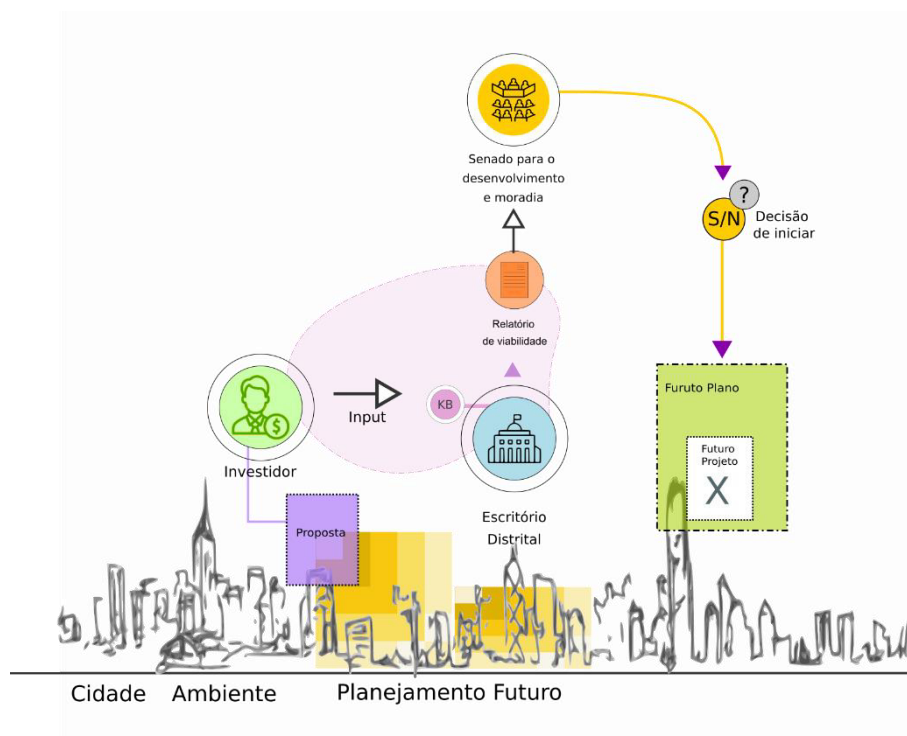 Senado para o
desenvolvimento
e moradia
?
S/N
Decisão
de iniciar
Relatório
de viabilidade
Furuto Plano
KB
Input
Futuro
Projeto
X
$
Investidor
Escritório
Distrital
Proposta
Cidade
Ambiente
Planejamento Futuro